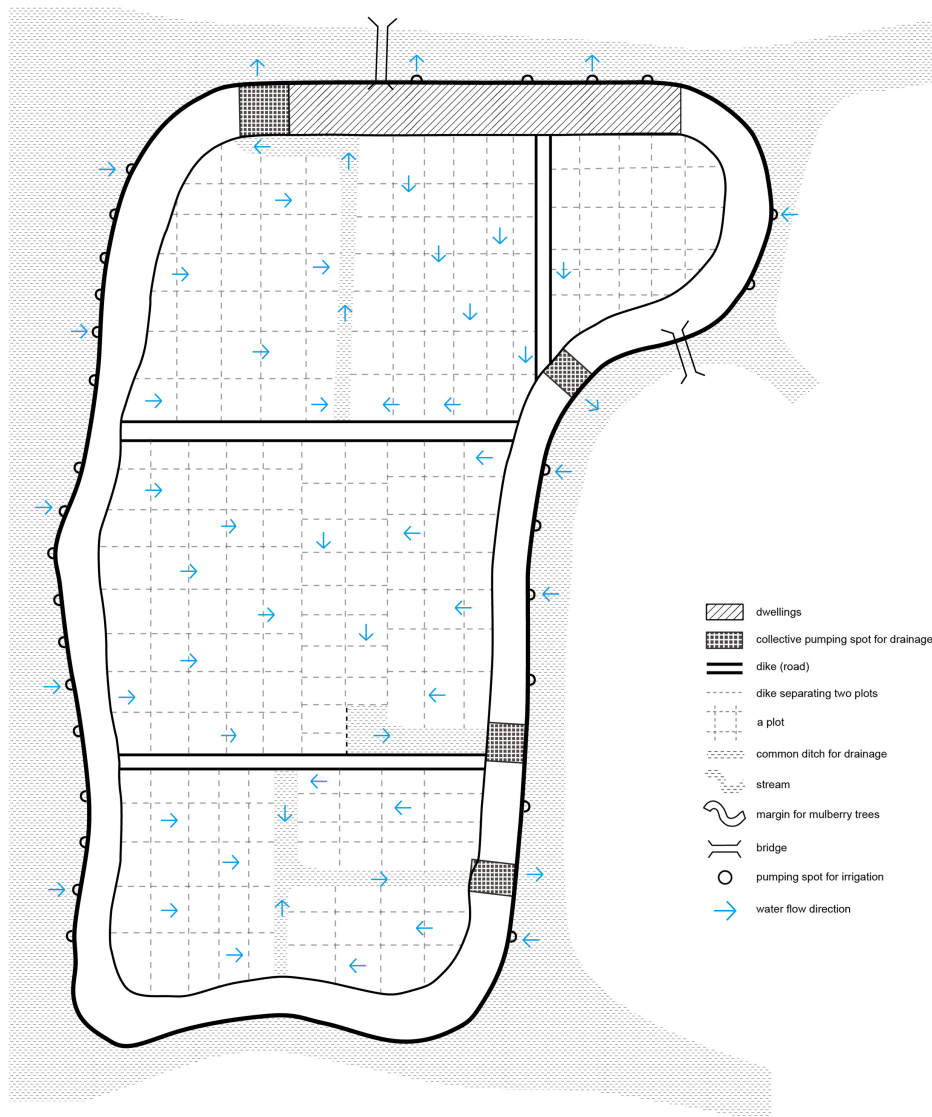 dwellings
collective pumping spot for drainage
dike (road)
dike separating two plots
a plot
common ditch for drainage
stream
margin for mulberry trees
bridge
pumping spot for irrigation
water flow direction